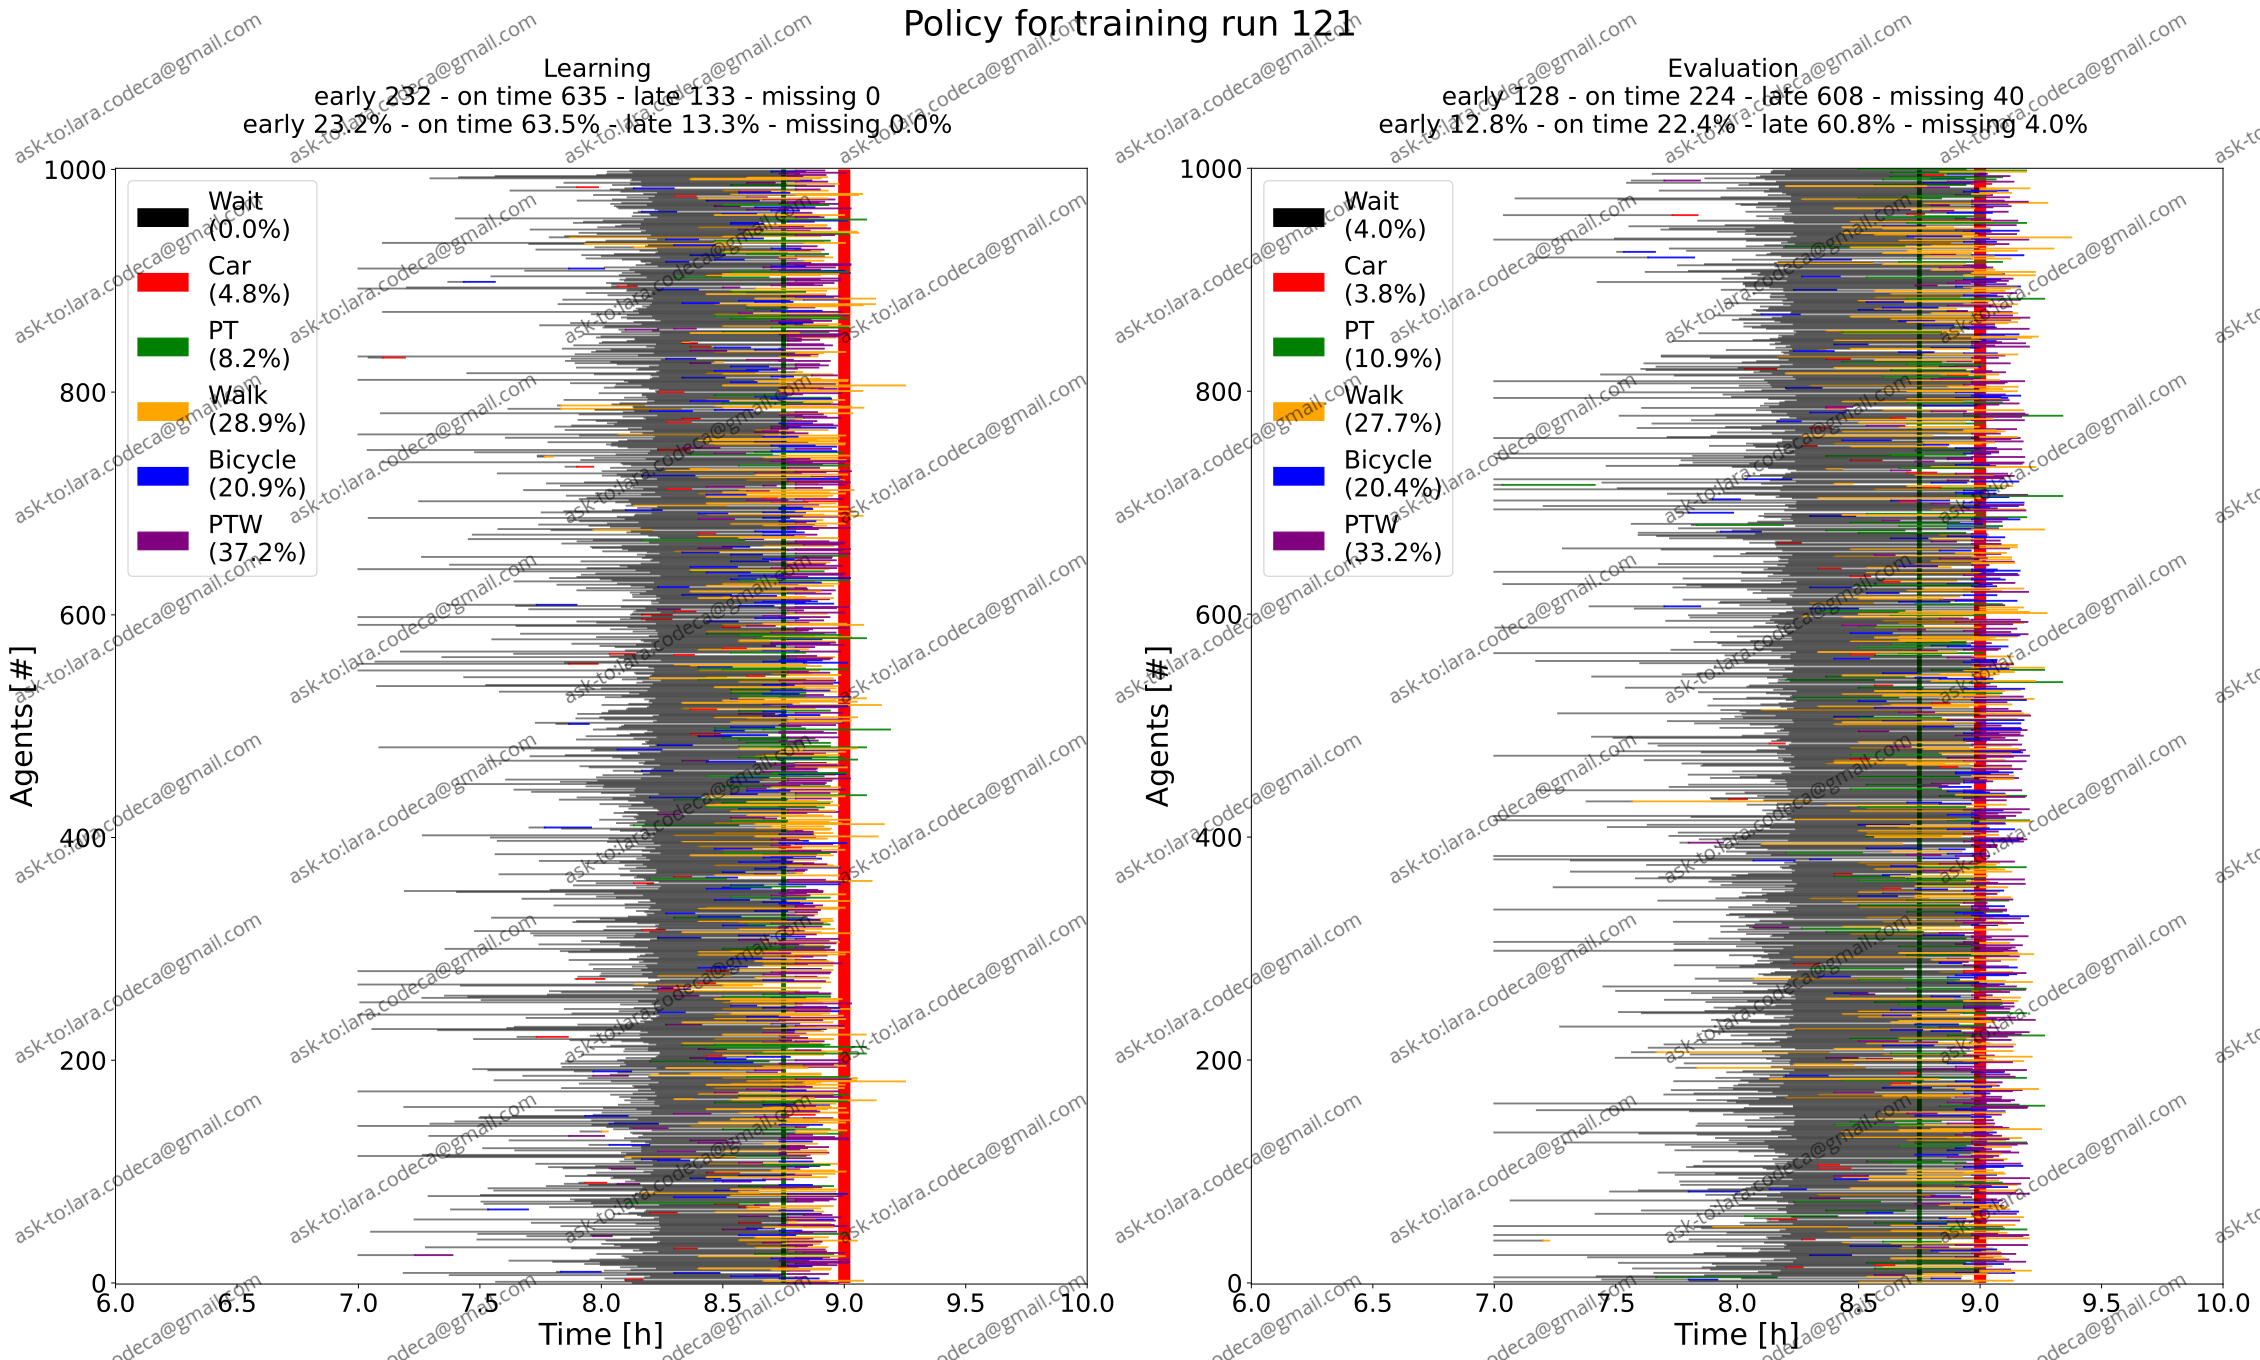 Policy for training run 121
Learning
early 232 - on time 635 - late 133 - missing 0
early 23.2% - on time 63.5% - late 13.3% - missing 0.0%
1000
800
600
400
200
0
Agents [#]
Wait
(0.0%)
Car
(4.8%)
PT
(8.2%)
Walk
(28.9%)
Bicycle
(20.9%)
PTW
(37.2%)
6.0 6.5 7.0 7.5 8.0 8.5 9.0 9.5 10.0
Time [h]
Evaluation
early 128 - on time 224 - late 608 - missing 40
early 12.8% - on time 22.4% - late 60.8% - missing 4.0%
1000
800
600
400
200
0
Agents [#]
Wait
(4.0%)
Car
(3.8%)
PT
(10.9%)
Walk
(27.7%)
Bicycle
(20.4%)
PTW
(33.2%)
6.0 6.5 7.0 7.5 8.0 8.5 9.0 9.5 10.0
Time [h]
ask-to:lara.codeca@gmail.com